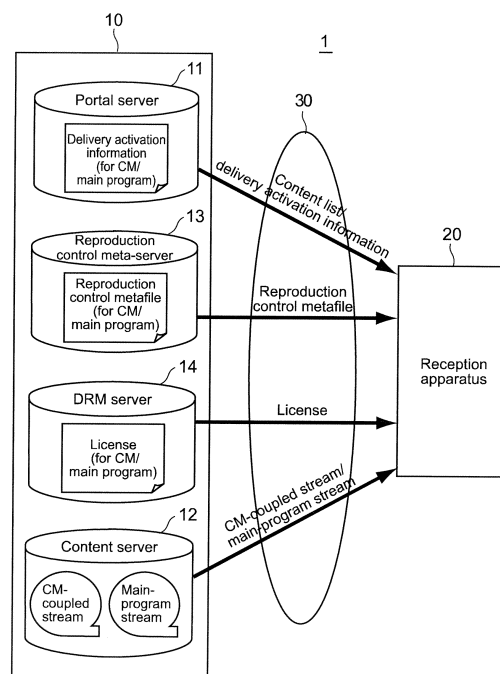 10
1
11
Portal server
Delivery activation
information
(for CM/
main program)
30
Content list/
delivery activation information
13
Reproduction
control meta-server
Reproduction
control metafile
(for CM/
main program)
Reproduction
control metafile
20
Reception
apparatus
14
DRM server
License
(for CM/
main program)
License
12
Content server
CM-
coupled
stream
Main-
program
stream
CM-coupled stream/
main-program stream